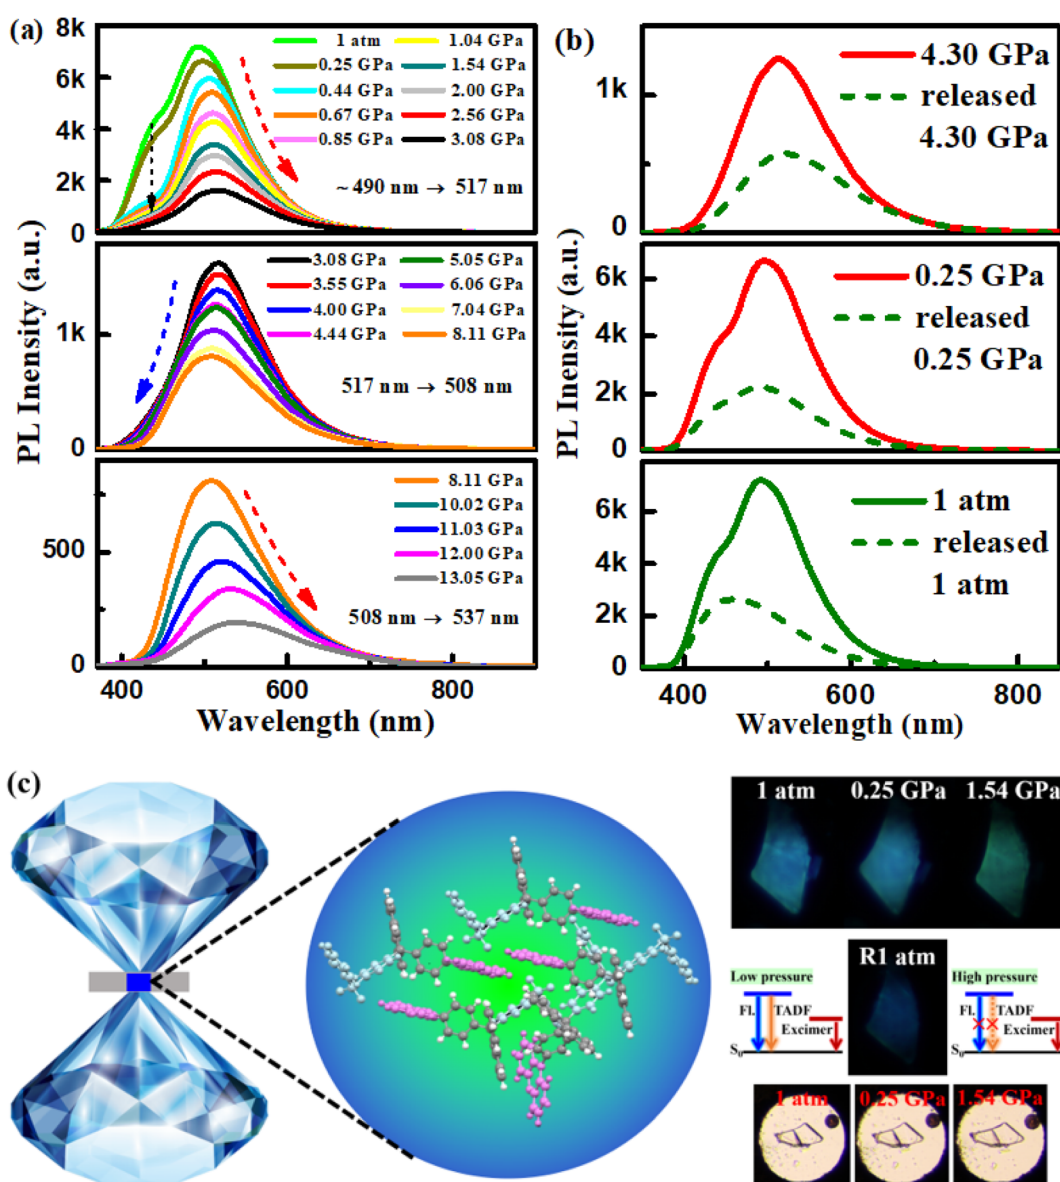 (a)
8k
6k
4k
2k
0
1 atm
0.25 GPa
0.44 GPa
0.67 GPa
0.85 GPa
1.04 GPa
1.54 GPa
2.00 GPa
2.56 GPa
3.08 GPa
~ 490 nm → 517 nm
1k
0
3.08 GPa
3.55 GPa
4.00 GPa
4.44 GPa
5.05 GPa
6.06 GPa
7.04 GPa
8.11 GPa
517 nm → 508 nm
500
0
8.11 GPa
10.02 GPa
11.03 GPa
12.00 GPa
13.05 GPa
508 nm → 537 nm
PL Inensity (a.u.)
400 600 800
Wavelength (nm)
(b)
1k
0
4.30 GPa
released
4.30 GPa
6k
4k
2k
0
0.25 GPa
released
0.25 GPa
6k
4k
2k
0
1 atm
released
1 atm
PL Inensity (a.u.)
400 600 800
Wavelength (nm)
(c)
1 atm 0.25 GPa 1.54 GPa
R1 atm
Low pressure
Fl. TADF
Excimer
S₀
High pressure
Fl. TADF
Excimer
S₀
1 atm 0.25 GPa 1.54 GPa